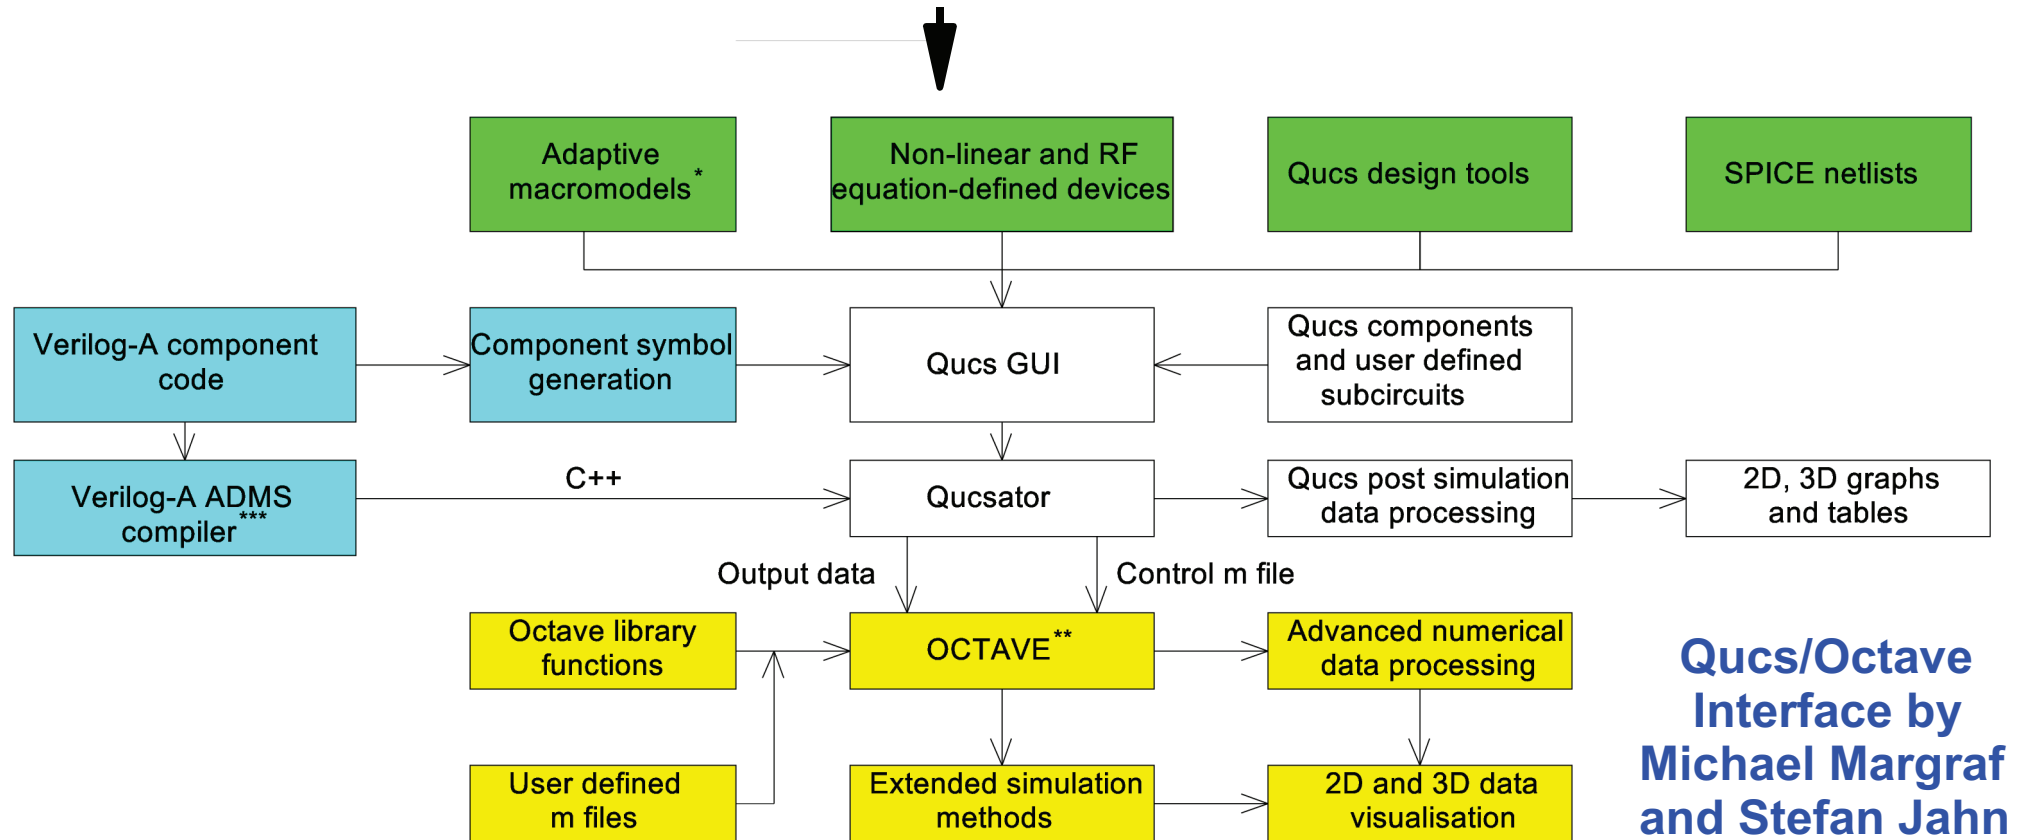 Adaptive
macromodels*
Non-linear and RF
equation-defined devices
Qucs design tools
SPICE netlists
Verilog-A component
code
Component symbol
generation
Qucs GUI
Qucs components
and user defined
subcircuits
Verilog-A ADMS
compiler***
C++
Qucsator
Qucs post simulation
data processing
2D, 3D graphs
and tables
Output data
Control m file
Octave library
functions
OCTAVE**
Advanced numerical
data processing
User defined
m files
Extended simulation
methods
2D and 3D data
visualisation
Qucs/Octave
Interface by
Michael Margraf
and Stefan Jahn